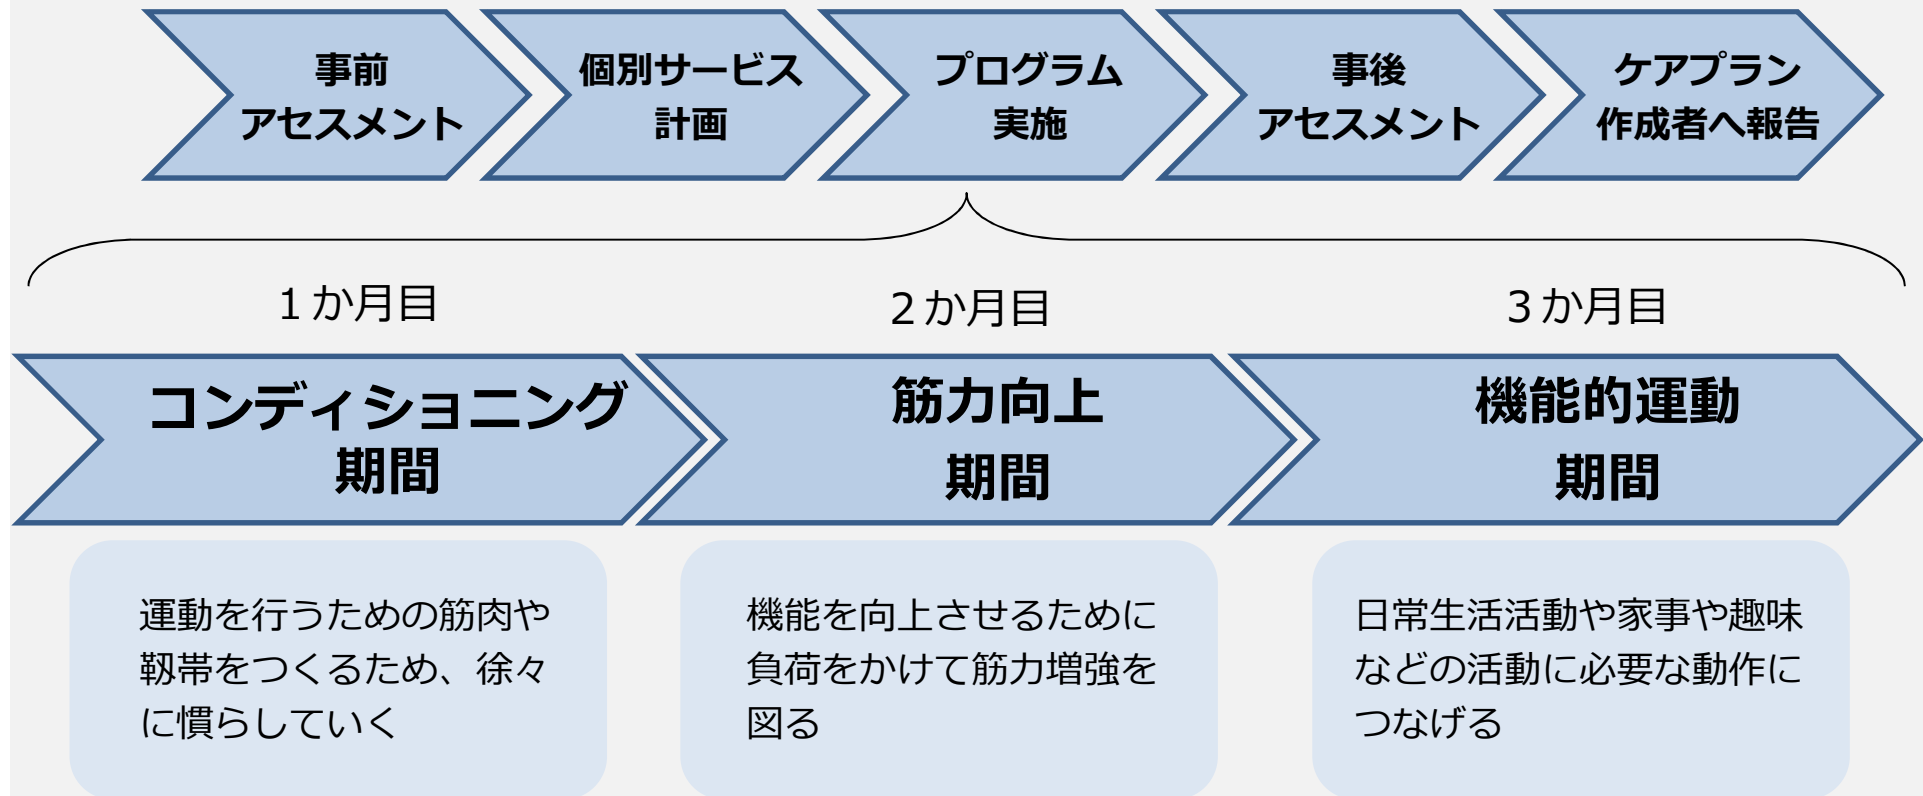 事前
アセスメント
個別サービス
計画
プログラム
実施
事後
アセスメント
ケアプラン
作成者へ報告
１か月目
２か月目
３か月目
コンディショニング
期間
筋力向上
期間
機能的運動
期間
運動を行うための筋肉や
靱帯をつくるため、徐々
に慣らしていく
機能を向上させるために
負荷をかけて筋力増強を
図る
日常生活活動や家事や趣味
などの活動に必要な動作に
つなげる